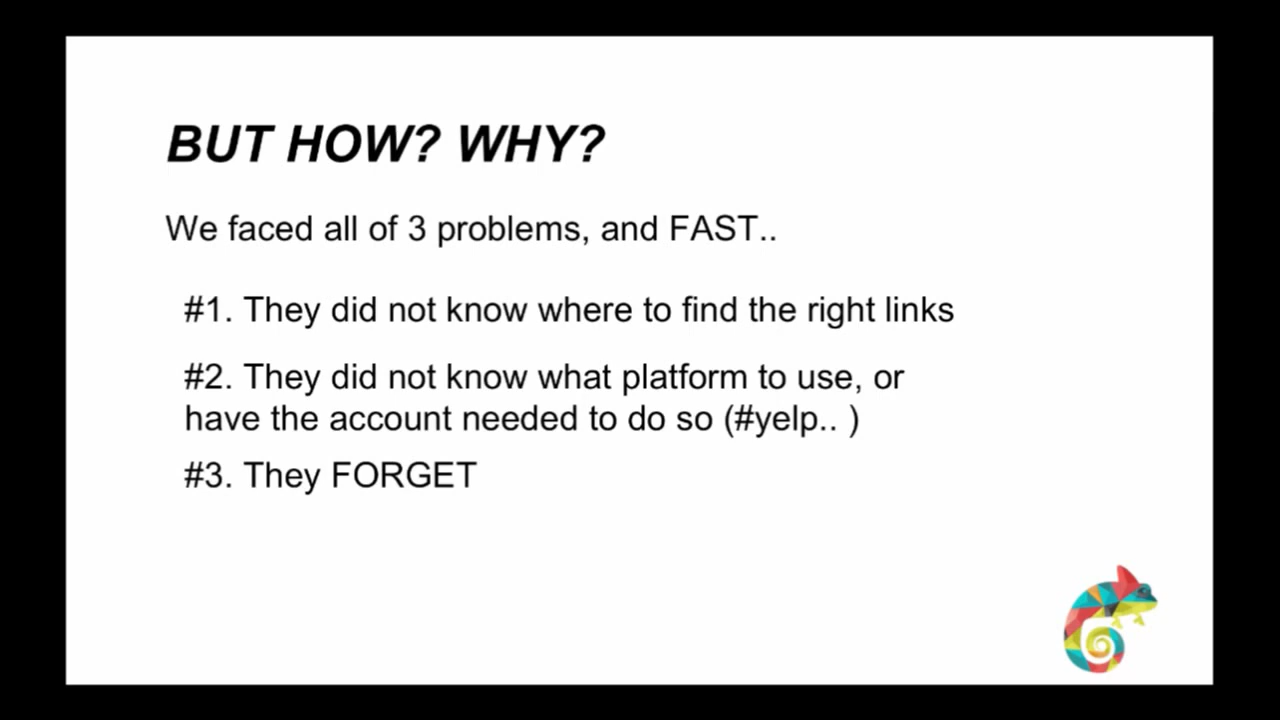 BUT HOW? WHY?
We faced all of 3 problems, and FAST..
#1. They did not know where to find the right links
#2. They did not know what platform to use, or
have the account needed to do so (#yelp.. )
#3. They FORGET